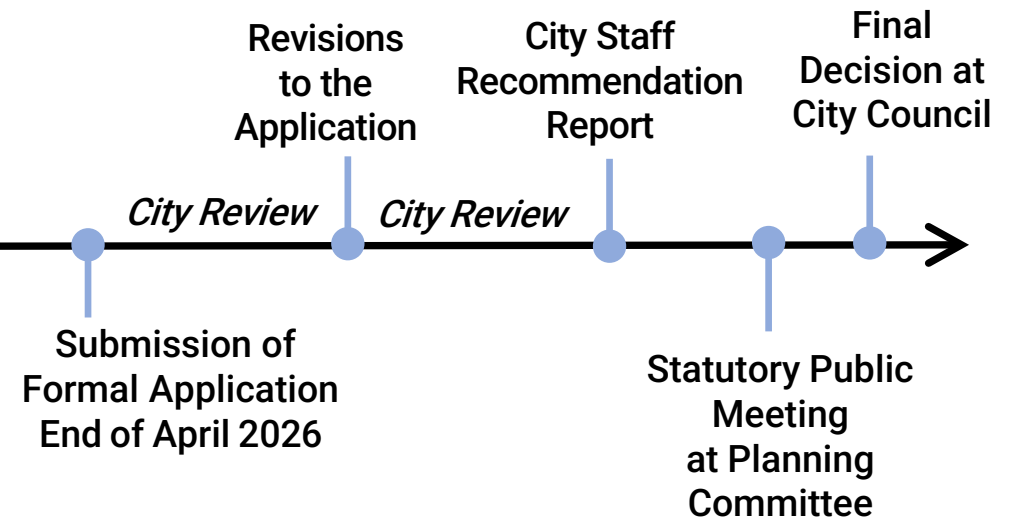 Revisions
to the
Application
City Staff
Recommendation
Report
Final
Decision at
City Council
City Review
City Review
Submission of
Formal Application
End of April 2026
Statutory Public
Meeting
at Planning
Committee